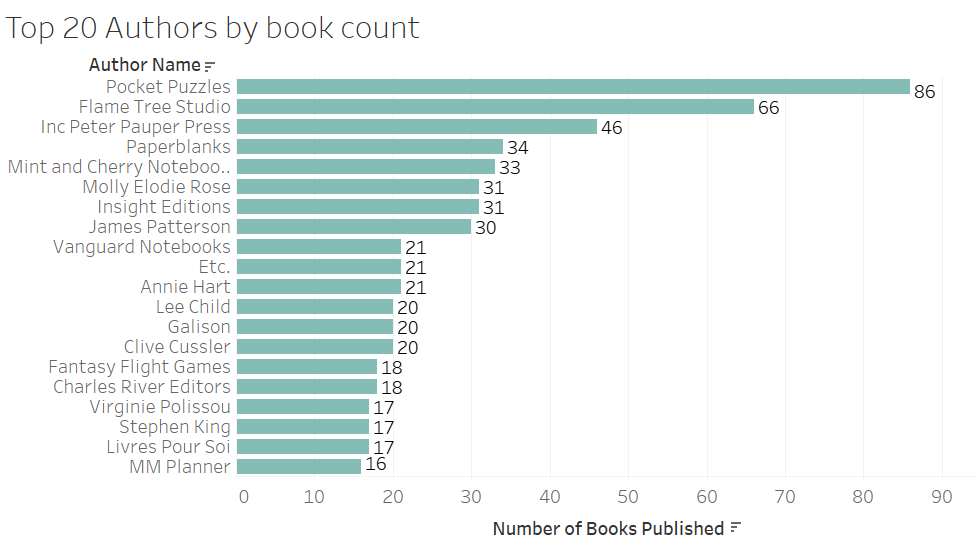 Top 20 Authors by book count
Author Name
Pocket Puzzles 86
Flame Tree Studio 66
Inc Peter Pauper Press 46
Paperblanks 34
Mint and Cherry Noteboo.. 33
Molly Elodie Rose 31
Insight Editions 31
James Patterson 30
Vanguard Notebooks 21
Etc. 21
Annie Hart 21
Lee Child 20
Galison 20
Clive Cussler 20
Fantasy Flight Games 18
Charles River Editors 18
Virginie Polissou 17
Stephen King 17
Livres Pour Soi 17
MM Planner 16
0 10 20 30 40 50 60 70 80 90
Number of Books Published